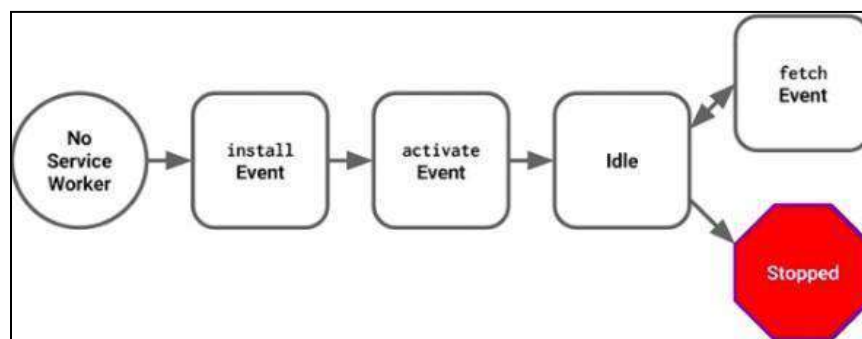 No
Service
Worker
install
Event
activate
Event
Idle
fetch
Event
Stopped